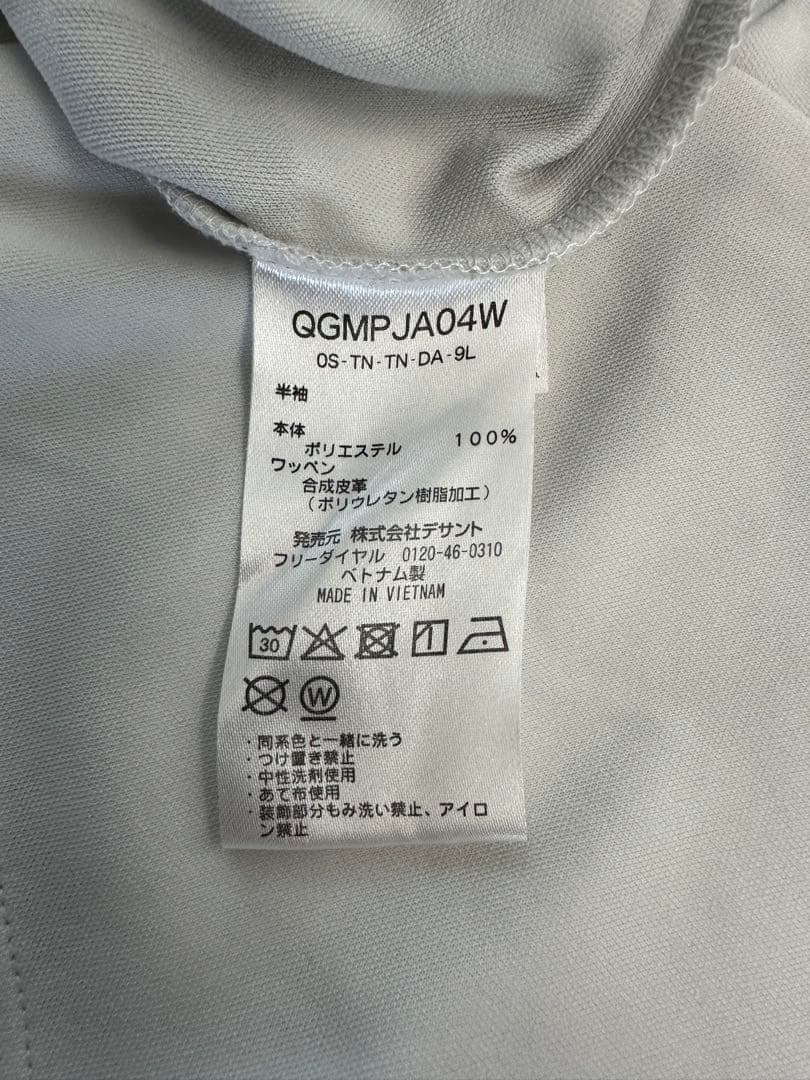 QGMPJA04W
OS-TN-TN-DA-9L
半袖
本体
ポリエステル 100%
ワッペン
合成皮革
(ポリウレタン樹脂加工)
発売元 株式会社デサント
フリーダイヤル 0120-46-0310
ベトナム製
MADE IN VIETNAM
30
W
・同系色と一緒に洗う
・つけ置き禁止
・中性洗剤使用
・あて布使用
・装飾部分もみ洗い禁止、アイロ
ン禁止